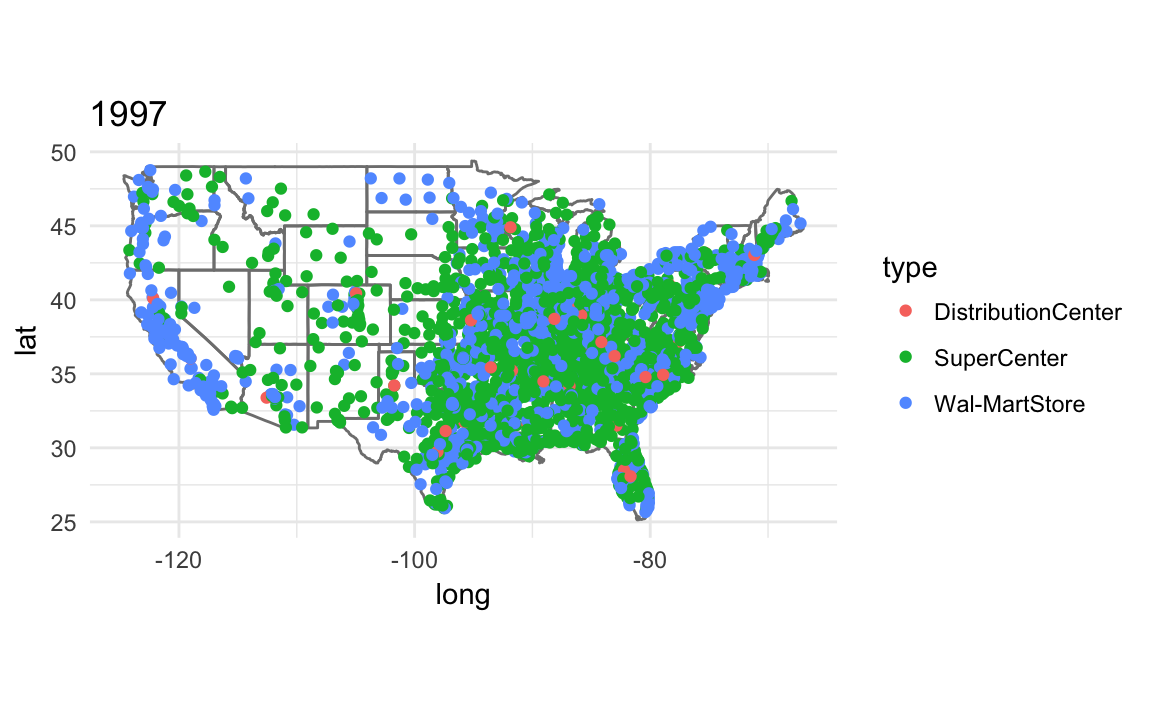 1997
50
45
40
35
30
25
lat
-120
-100
-80
long
type
DistributionCenter
SuperCenter
Wal-MartStore